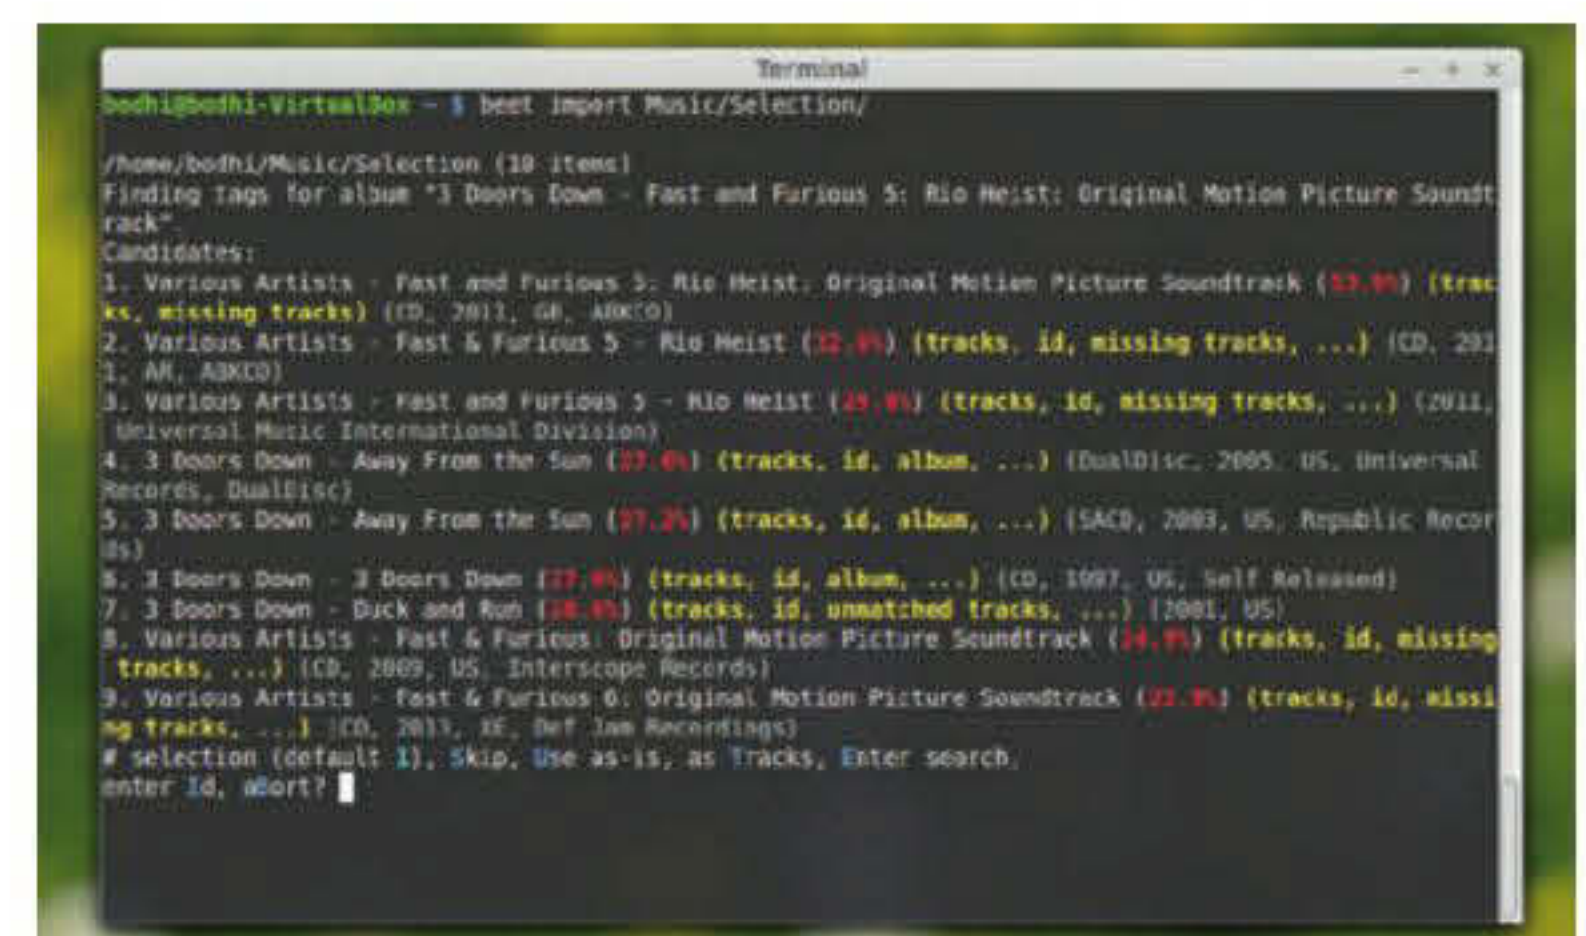 Terminal
bodhi@bodhi-VirtualBox ~ $ beet import Music/Selection/
/home/bodhi/Music/Selection (10 items)
Finding tags for album "3 Doors Down - Fast and Furious 5: Rio Heist: Original Motion Picture Soundt
rack"
Candidates:
1. Various Artists - Fast and Furious 5: Rio Heist: Original Motion Picture Soundtrack (trac
ks, missing tracks) (CD, 2011, GB, ABKCO)
2. Various Artists - Fast & Furious 5 - Rio Heist (tracks, id, missing tracks, ...) (CD, 201
1, AR, ABKCO)
3. Various Artists - Fast and Furious 5 - Rio Heist (tracks, id, missing tracks, ...) (2011,
Universal Music International Division)
4. 3 Doors Down - Away From the Sun (tracks, id, album, ...) (DualDisc, 2005, US, Universal
Records, DualDisc)
5. 3 Doors Down - Away From the Sun (27.2%) (tracks, id, album, ...) (SACD, 2003, US, Republic Recor
ds)
6. 3 Doors Down - 3 Doors Down (tracks, id, album, ...) (CD, 1997, US, Self Released)
7. 3 Doors Down - Duck and Run (tracks, id, unmatched tracks, ...) (2001, US)
8. Various Artists - Fast & Furious: Original Motion Picture Soundtrack (tracks, id, missing
tracks, ...) (CD, 2009, US, Interscope Records)
9. Various Artists - Fast & Furious 6: Original Motion Picture Soundtrack (tracks, id, missi
ng tracks, ...) (CD, 2013, Def Jam Recordings)
# selection (default 1), Skip, Use as-is, as Tracks, Enter search,
enter Id, aBort?